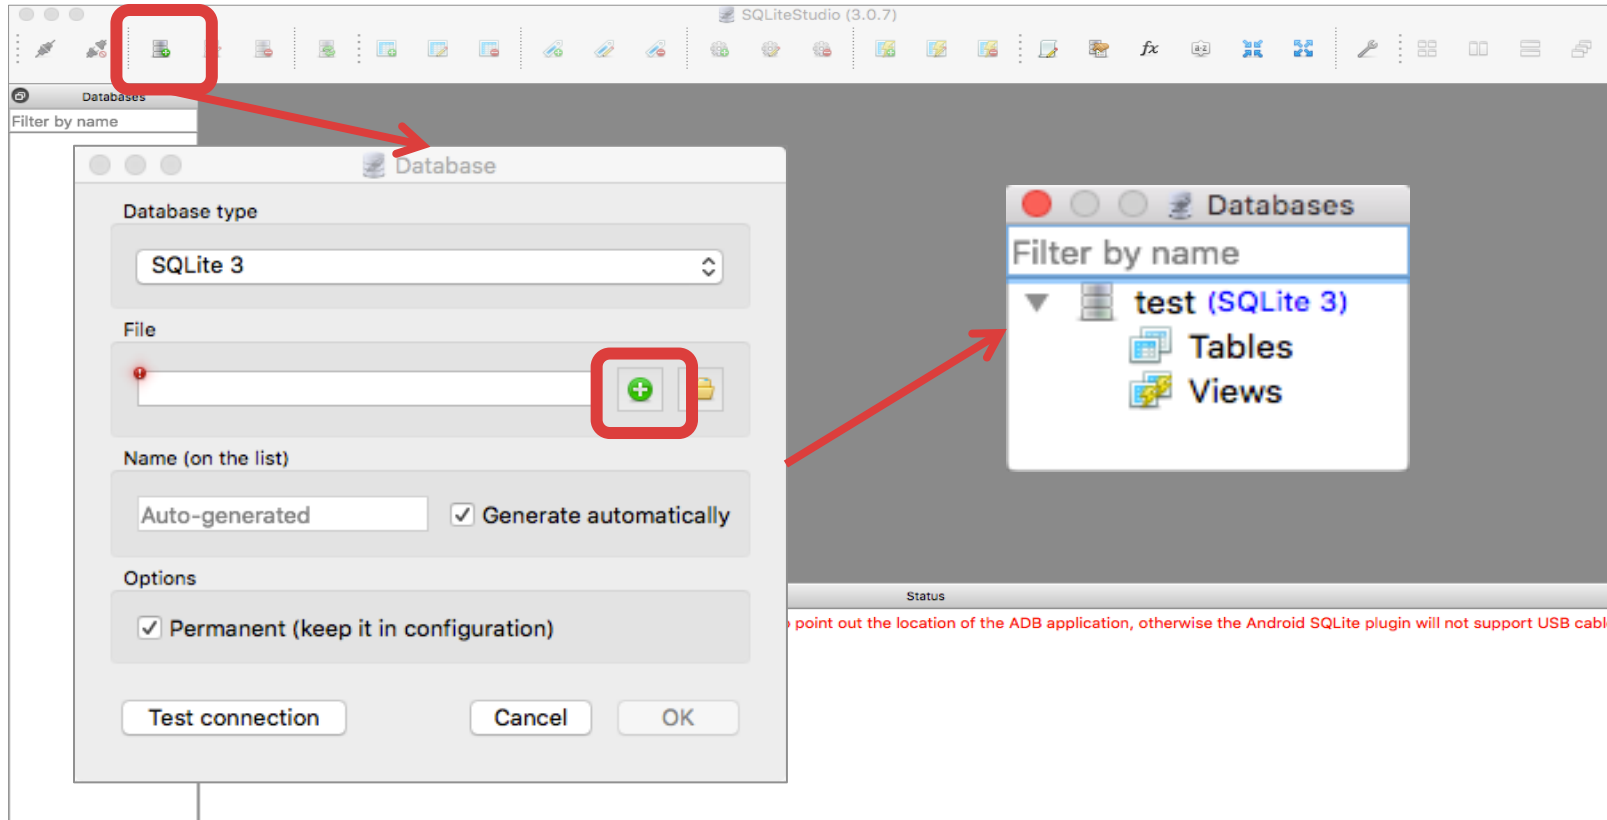 SQLiteStudio (3.0.7)
fx
Databases
Filter by name
Database
Database type
SQLite 3
File
Name (on the list)
Auto-generated
Generate automatically
Options
Permanent (keep it in configuration)
Test connection
Cancel
OK
Databases
Filter by name
test (SQLite 3)
Tables
Views
Status
point out the location of the ADB application, otherwise the Android SQLite plugin will not support USB